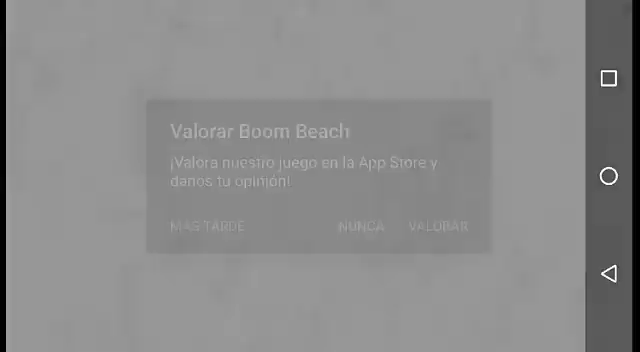 Valorar Boom Beach
¡Valora nuestro juego en la App Store y
danos tu opinión!
MÁS TARDE
NUNCA
VALORAR